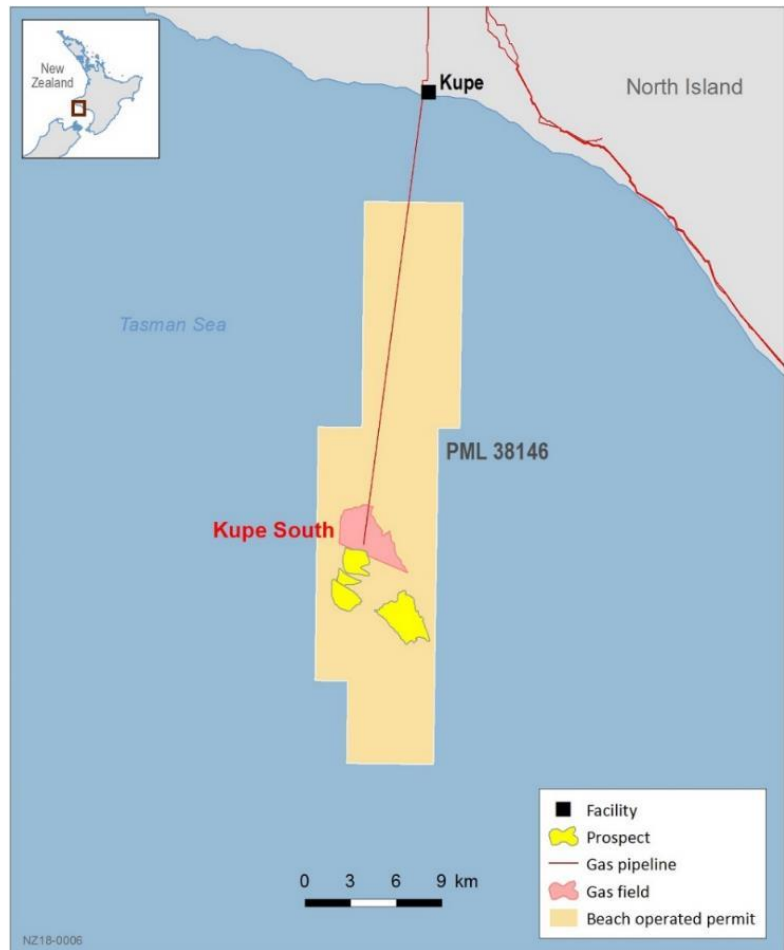 New
Zealand
Kupe
North Island
Tasman Sea
PML 38146
Kupe South
Facility
Prospect
Gas pipeline
Gas field
Beach operated permit
0 3 6 9 km
NZ18-0006